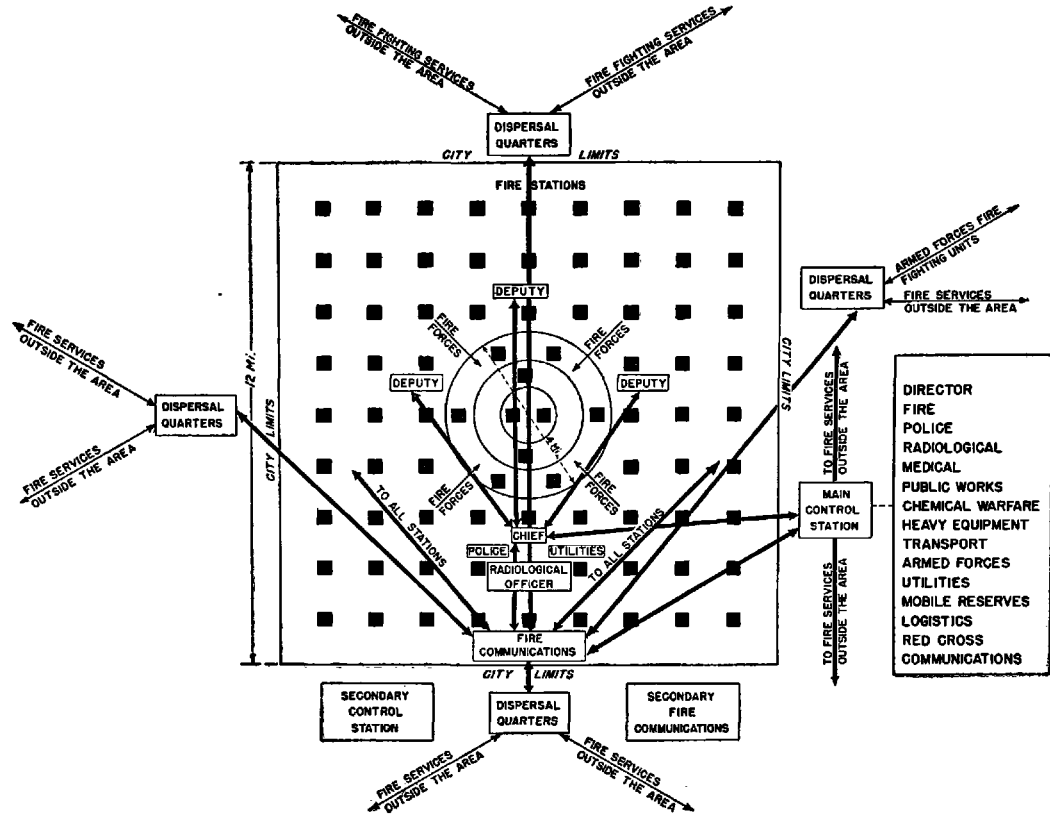 FIRE FIGHTING SERVICES
OUTSIDE THE AREA
FIRE FIGHTING SERVICES
OUTSIDE THE AREA
DISPERSAL
QUARTERS
CITY LIMITS
FIRE STATIONS
12 MI.
CITY LIMITS
CITY LIMITS
ARMED FORCES FIRE
FIGHTING UNITS
DISPERSAL
QUARTERS
FIRE SERVICES
OUTSIDE THE AREA
DEPUTY
FIRE
FORCES
FIRE
FORCES
FIRE SERVICES
OUTSIDE THE AREA
DISPERSAL
QUARTERS
FIRE SERVICES
OUTSIDE THE AREA
DEPUTY
DEPUTY
4 MI.
FIRE
FORCES
FIRE
FORCES
TO ALL STATIONS
TO ALL STATIONS
CHIEF
POLICE
UTILITIES
RADIOLOGICAL
OFFICER
FIRE
COMMUNICATIONS
TO FIRE SERVICES
OUTSIDE THE AREA
MAIN
CONTROL
STATION
TO FIRE SERVICES
OUTSIDE THE AREA
DIRECTOR
FIRE
POLICE
RADIOLOGICAL
MEDICAL
PUBLIC WORKS
CHEMICAL WARFARE
HEAVY EQUIPMENT
TRANSPORT
ARMED FORCES
UTILITIES
MOBILE RESERVES
LOGISTICS
RED CROSS
COMMUNICATIONS
CITY LIMITS
SECONDARY
CONTROL
STATION
DISPERSAL
QUARTERS
SECONDARY
FIRE
COMMUNICATIONS
FIRE SERVICES
OUTSIDE THE AREA
FIRE SERVICES
OUTSIDE THE AREA